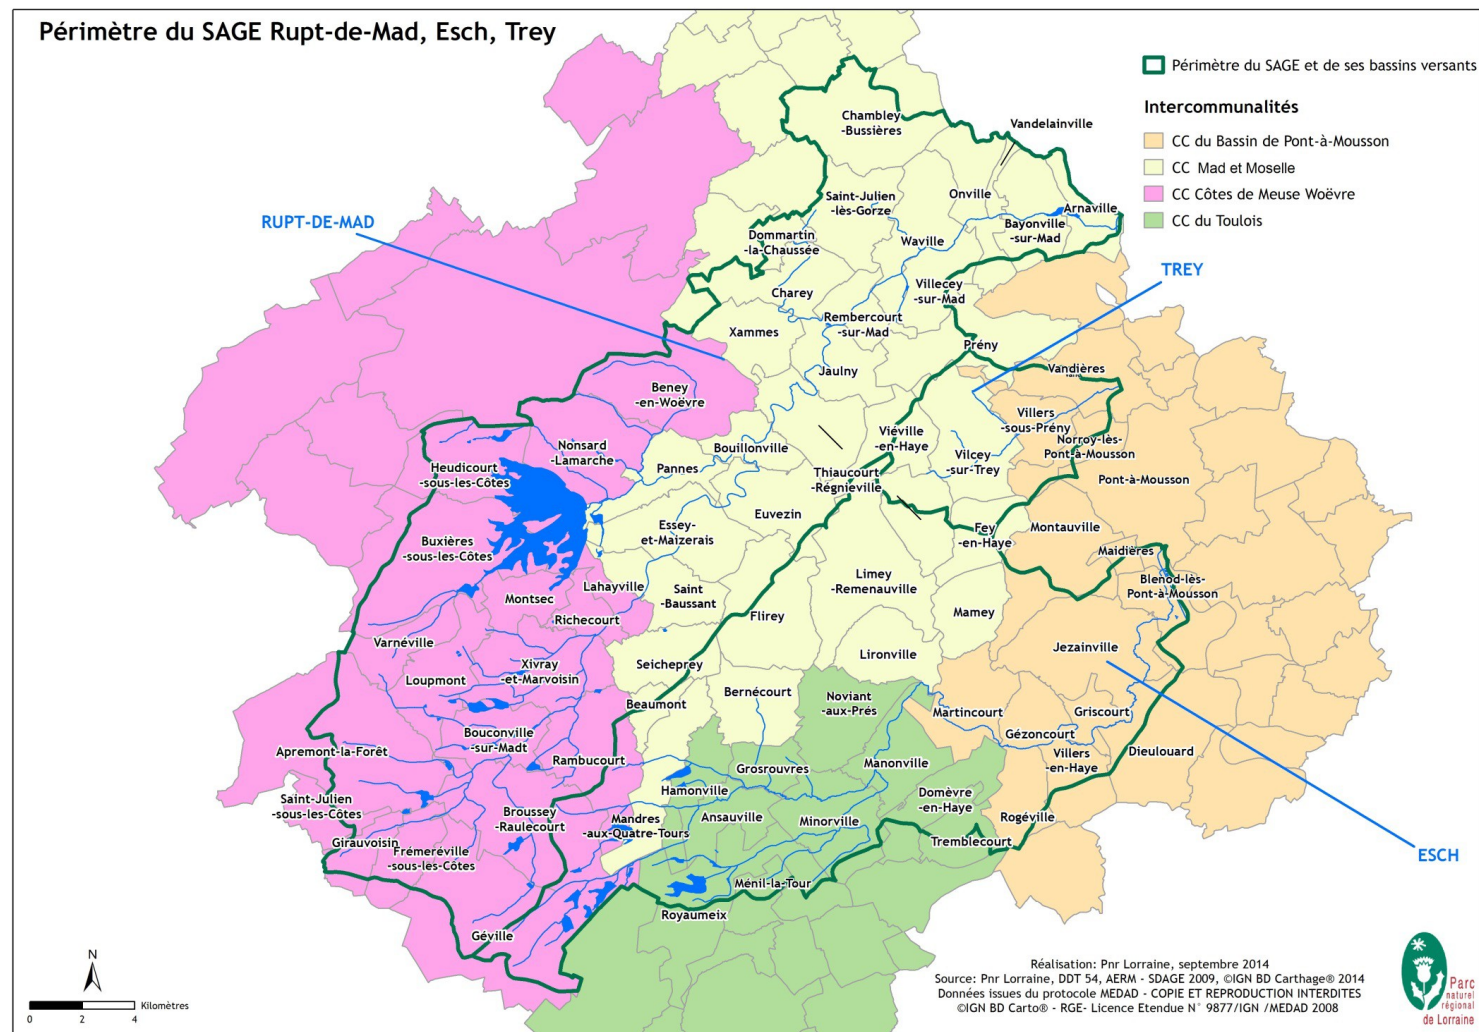 Périmètre du SAGE Rupt-de-Mad, Esch, Trey
Périmètre du SAGE et de ses bassins versants
Intercommunalités
CC du Bassin de Pont-à-Mousson
CC Mad et Moselle
CC Côtes de Meuse Woëvre
CC du Toulois
Chambley
-Bussières
Vandelainville
RUPT-DE-MAD
Saint-Julien
-lès-Gorze
Onville
Arnaville
Bayonville
-sur-Mad
Dommartin
-la-Chaussée
Waville
TREY
Charey
Villecey
-sur-Mad
Xammes
Rembercourt
-sur-Mad
Prény
Jaulny
Vandières
Beney
-en-Woëvre
Villers
-sous-Prény
Viéville
-en-Haye
Norroy-lès-
Pont-à-Mousson
Nonsard
-Lamarche
Bouillonville
Heudicourt
-sous-les-Côtes
Pannes
Vilcey
-sur-Trey
Thiaucourt
-Régnieville
Pont-à-Mousson
Euvezin
Essey-
et-Maizerais
Fey
-en-Haye
Montauville
Buxières
-sous-les-Côtes
Maidières
Lahayville
Limey
-Remenauville
Blenod-lès-
Pont-à-Mousson
Saint
-Baussant
Montsec
Richecourt
Flirey
Mamey
Varnéville
Jezainville
Lironville
Xivray
-et-Marvoisin
Seicheprey
Loupmont
Bernécourt
Noviant
-aux-Prés
Beaumont
Martincourt
Griscourt
Bouconville
-sur-Madt
Gézoncourt
Apremont-la-Forêt
Rambucourt
Villers
-en-Haye
Dieulouard
Grosrouvres
Manonville
Hamonville
Domèvre
-en-Haye
Saint-Julien
-sous-les-Côtes
Broussey
-Raulecourt
Mandres
-aux-Quatre-Tours
Ansauville
Minorville
Rogéville
Girauvoisin
Tremblecourt
Frémeréville
-sous-les-Côtes
ESCH
Ménil-la-Tour
Royaumeix
Géville
N
0 2 4 Kilomètres
Réalisation: Pnr Lorraine, septembre 2014
Source: Pnr Lorraine, DDT 54, AERM - SDAGE 2009, ©IGN BD Carthage® 2014
Données issues du protocole MEDAD - COPIE ET REPRODUCTION INTERDITES
©IGN BD Carto® - RGE- Licence Etendue N° 9877/IGN /MEDAD 2008
Parc
naturel
régional
de Lorraine